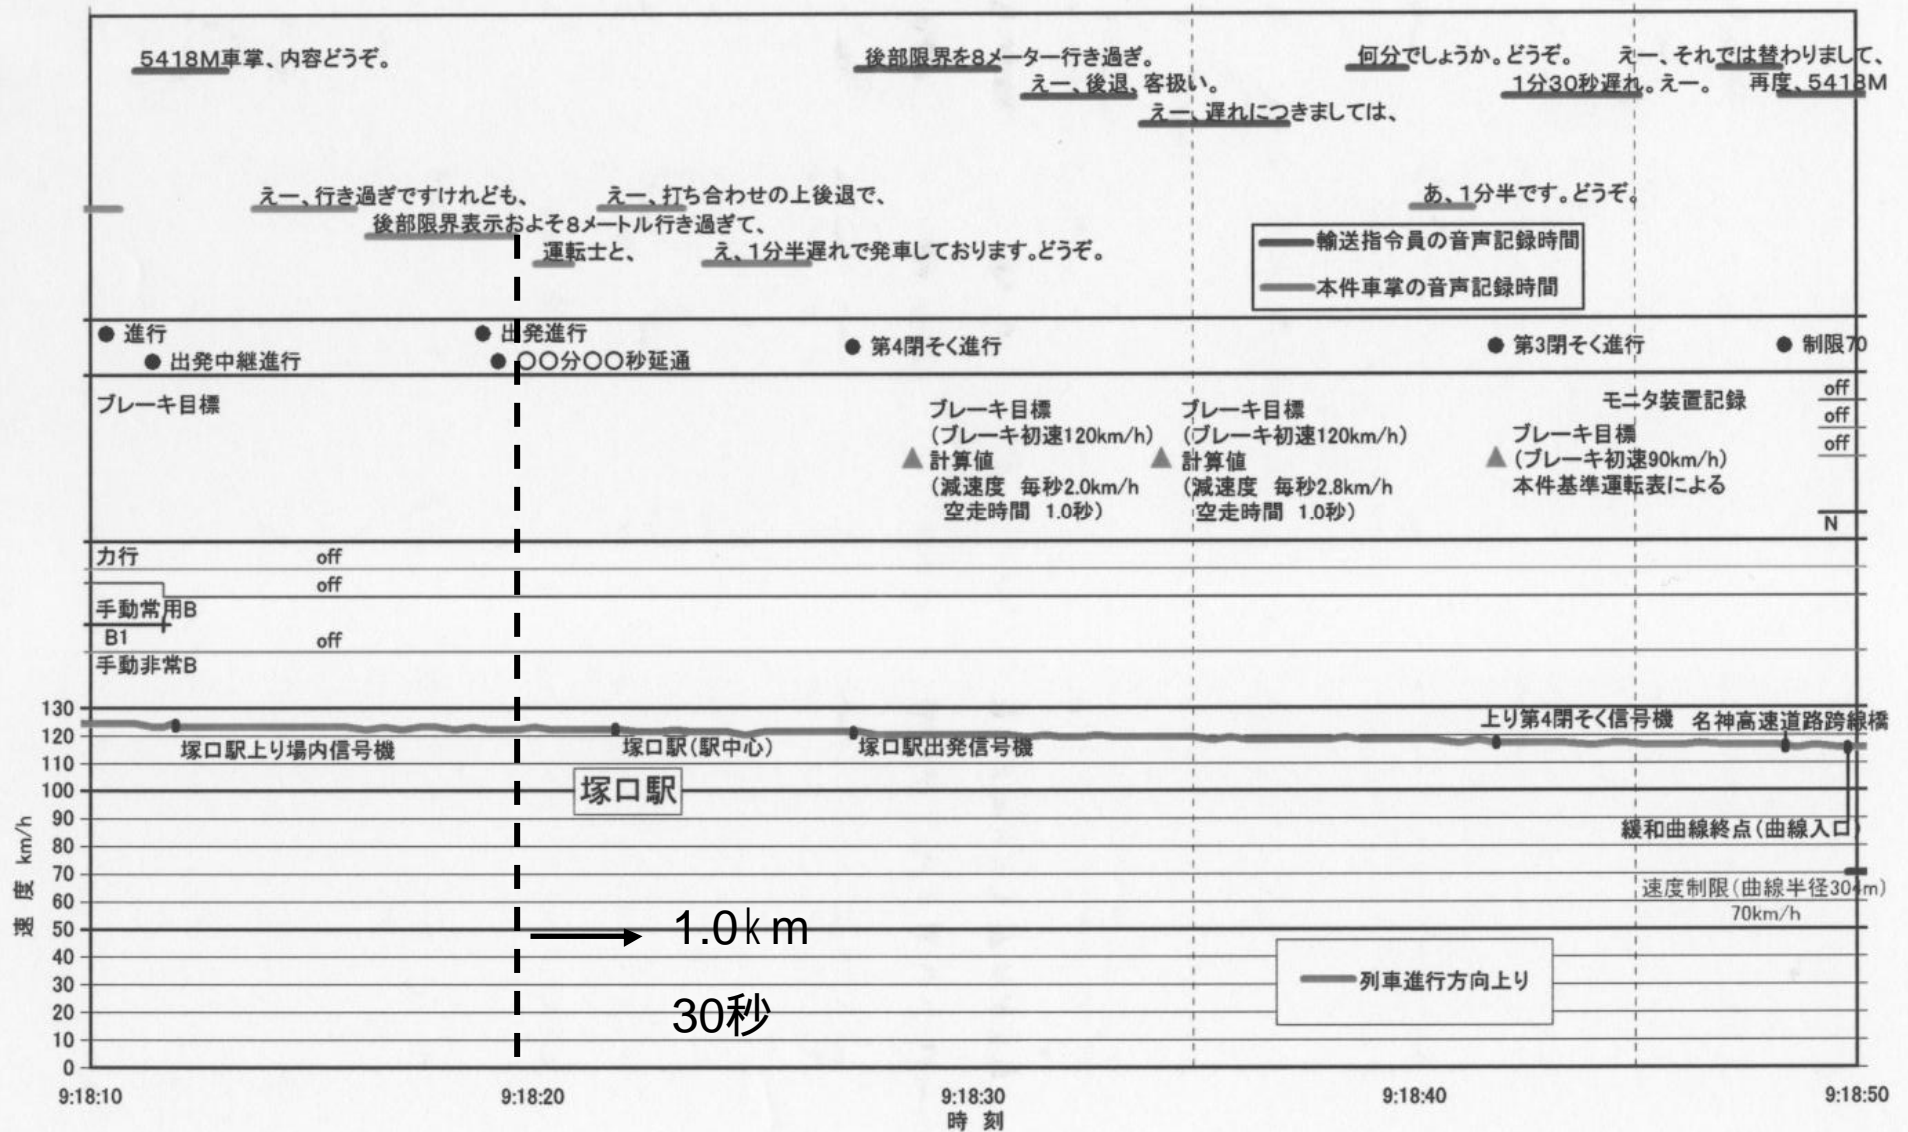 5418M車掌、内容どうぞ。
後部限界を8メーター行き過ぎ。
えー、後退、客扱い。
えー、遅れにつきましては、
何分でしょうか。どうぞ。
えー、それでは替わりまして、
1分30秒遅れ。えー。
再度、5418M
えー、行き過ぎですけれども、
後部限界表示およそ8メートル行き過ぎて、
運転士と、
えー、打ち合わせの上後退で、
え、1分半遅れで発車しております。どうぞ。
あ、1分半です。どうぞ。
輸送指令員の音声記録時間
本件車掌の音声記録時間
● 進行
● 出発中継進行
● 出発進行
● 〇〇分〇〇秒延通
● 第4閉そく進行
● 第3閉そく進行
● 制限70
ブレーキ目標
ブレーキ目標
(ブレーキ初速120km/h)
計算値
(減速度 毎秒2.0km/h
空走時間 1.0秒)
ブレーキ目標
(ブレーキ初速120km/h)
計算値
(減速度 毎秒2.8km/h
空走時間 1.0秒)
モニタ装置記録
ブレーキ目標
(ブレーキ初速90km/h)
本件基準運転表による
off
off
off
N
力行 off
off
手動常用B
B1 off
手動非常B
130
120
110
100
90
80
70
60
50
40
30
20
10
0
速度 km/h
塚口駅上り場内信号機
塚口駅(駅中心)
塚口駅出発信号機
上り第4閉そく信号機
名神高速道路跨線橋
塚口駅
緩和曲線終点(曲線入口)
速度制限(曲線半径304m)
70km/h
1.0km
30秒
列車進行方向上り
9:18:10 9:18:20 9:18:30 9:18:40 9:18:50
時刻